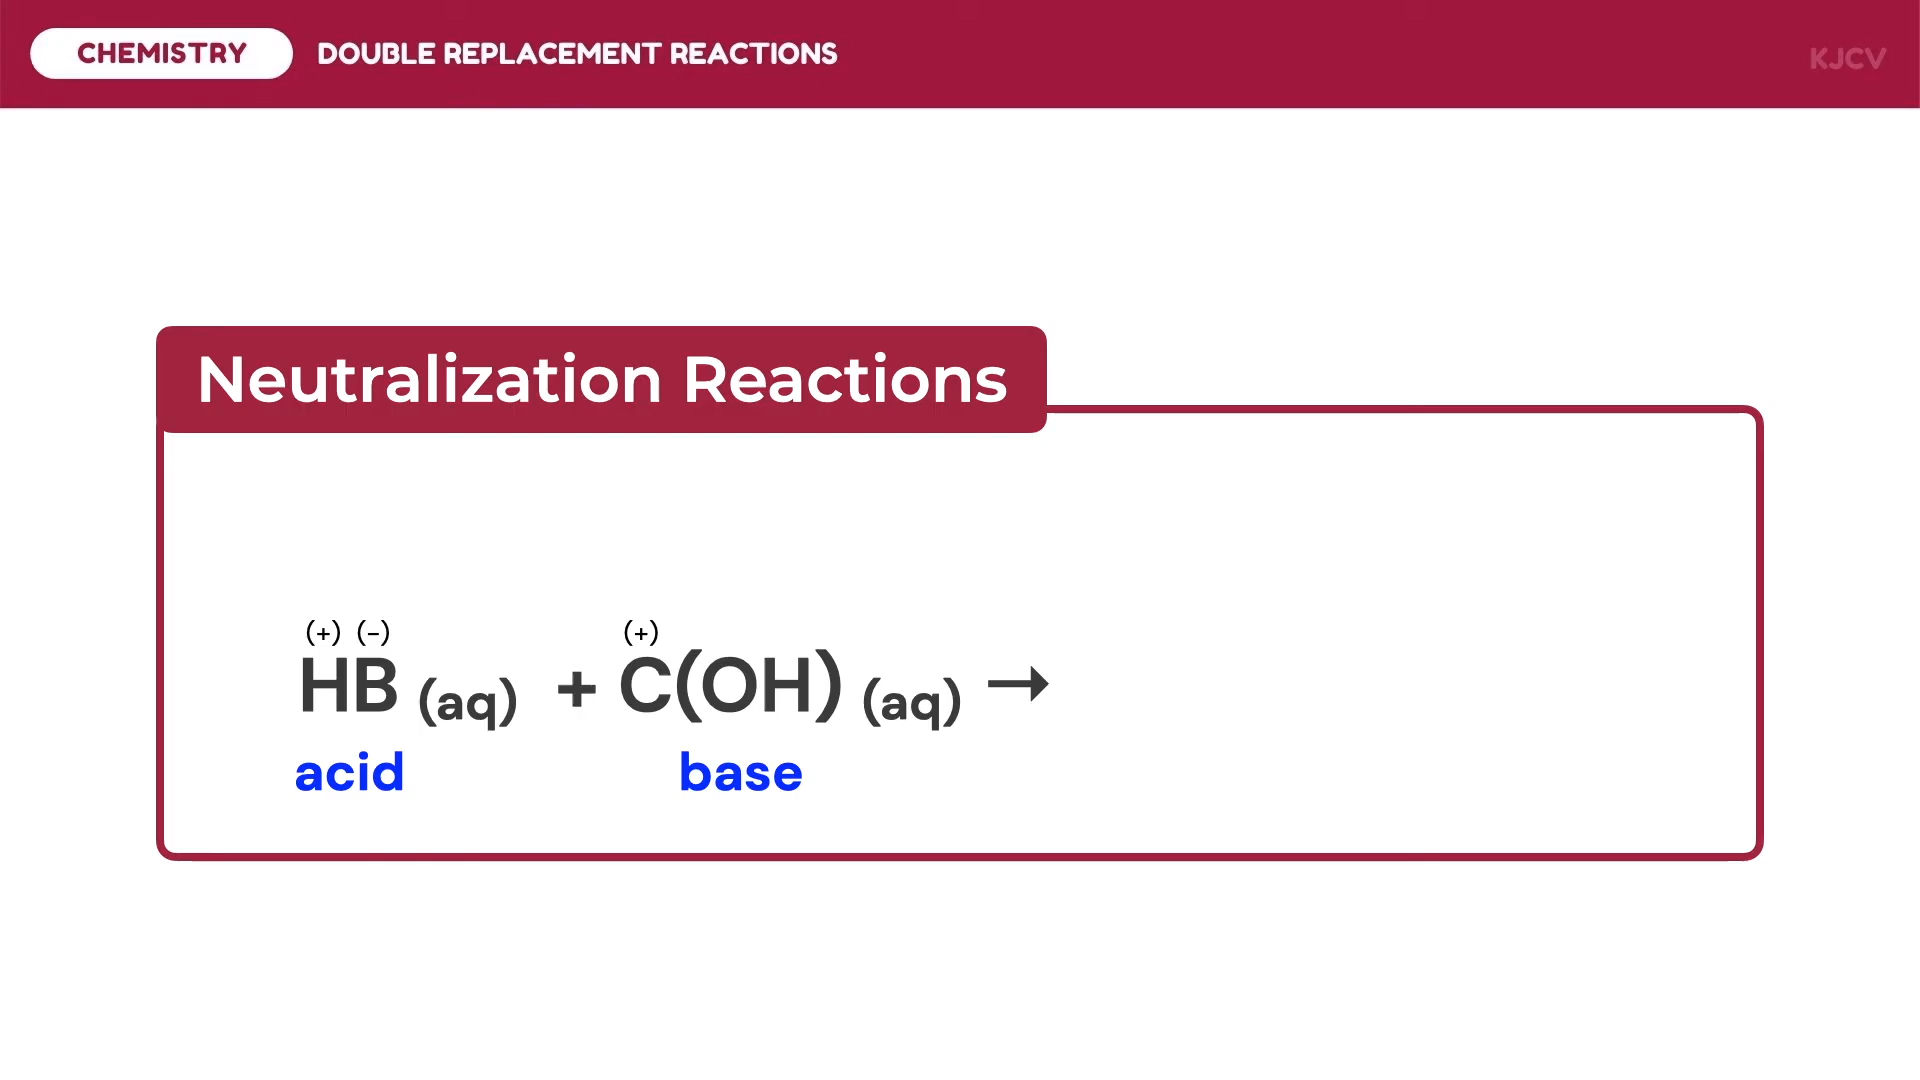 CHEMISTRY DOUBLE REPLACEMENT REACTIONS KJCV
Neutralization Reactions
(+) (−) (+)
HB (aq) + C(OH) (aq) →
acid base